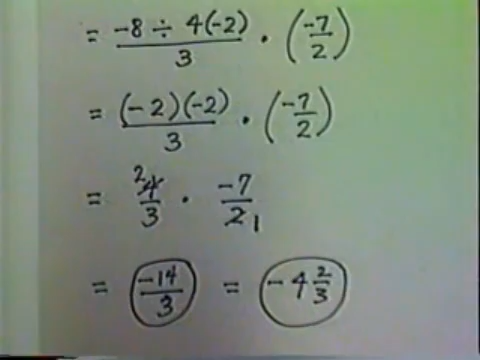 = (-8 ÷ 4(-2))/3 · (-7/2)
= ((-2)(-2))/3 · (-7/2)
= 2 4/3 · -7/2 1
= -14/3 = -4 2/3